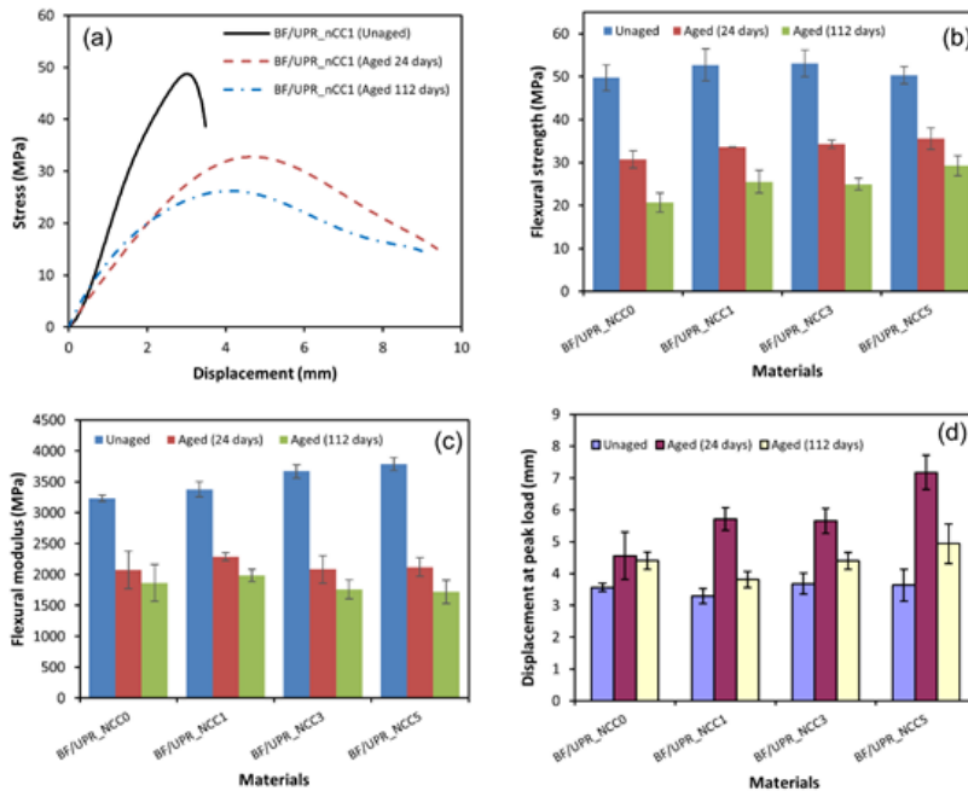 (a)
BF/UPR_nCC1 (Unaged)
BF/UPR_nCC1 (Aged 24 days)
BF/UPR_nCC1 (Aged 112 days)
Stress (MPa)
60
50
40
30
20
10
0
0 2 4 6 8 10
Displacement (mm)
(b)
Unaged Aged (24 days) Aged (112 days)
Flexural strength (MPa)
60
50
40
30
20
10
0
BF/UPR_NCC0 BF/UPR_NCC1 BF/UPR_NCC3 BF/UPR_NCC5
Materials
(c)
Unaged Aged (24 days) Aged (112 days)
Flexural modulus (MPa)
4500
4000
3500
3000
2500
2000
1500
1000
500
0
BF/UPR_NCC0 BF/UPR_NCC1 BF/UPR_NCC3 BF/UPR_NCC5
Materials
(d)
Unaged Aged (24 days) Aged (112 days)
Displacement at peak load (mm)
9
8
7
6
5
4
3
2
1
0
BF/UPR_NCC0 BF/UPR_NCC1 BF/UPR_NCC3 BF/UPR_NCC5
Materials